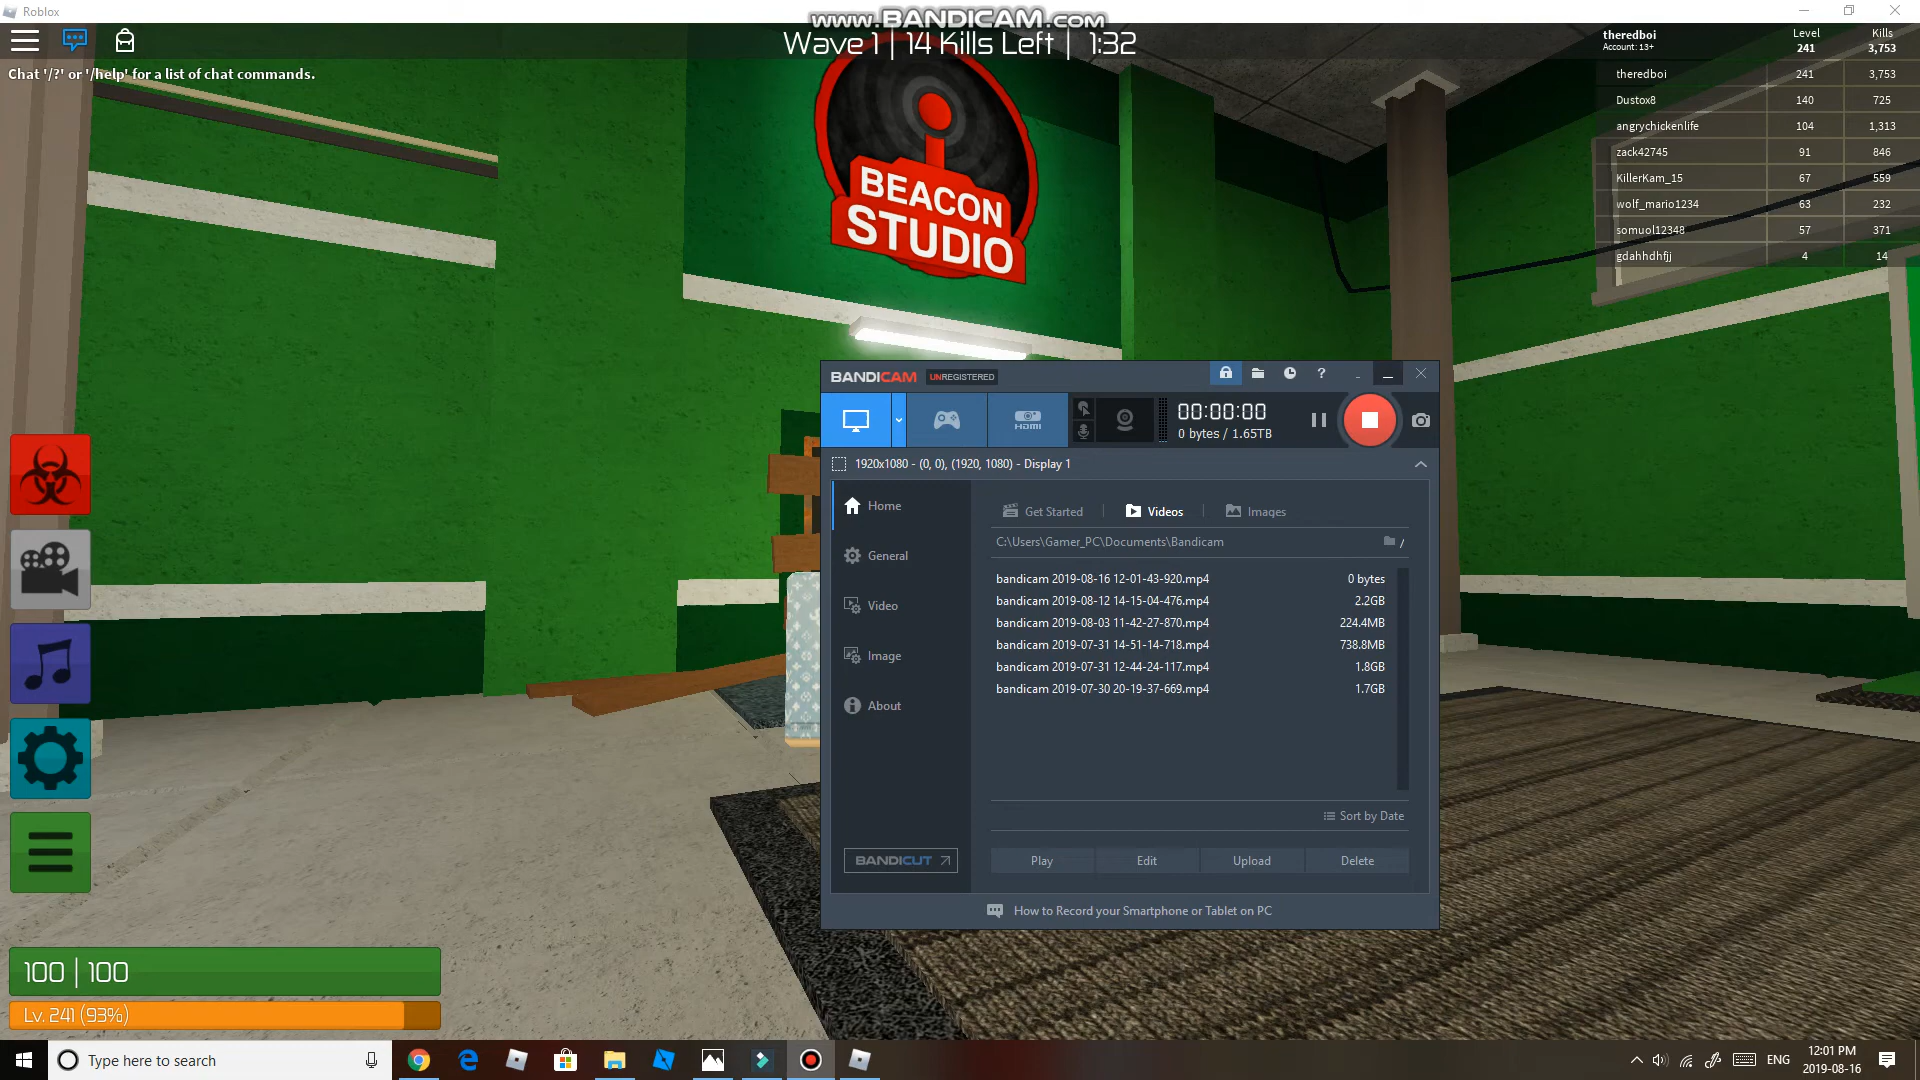 Roblox
www.BANDICAM.com
Wave 1 | 14 Kills Left | 1:32
Chat '/?' or '/help' for a list of chat commands.
theredboi
Account: 13+
Level
241
Kills
3,753
theredboi 241 3,753
Dustox8 140 725
angrychickenlife 104 1,313
zack42745 91 846
KillerKam_15 67 559
wolf_mario1234 63 232
somuol12348 57 371
gdahhdhfjj 4 14
BEACON
STUDIO
BANDICAM UNREGISTERED
?
HDMI
00:00:00
0 bytes / 1.65TB
1920x1080 - (0, 0), (1920, 1080) - Display 1
Home
General
Video
Image
About
BANDICUT
Get Started
Videos
Images
C:\Users\Gamer_PC\Documents\Bandicam
/
bandicam 2019-08-16 12-01-43-920.mp4 0 bytes
bandicam 2019-08-12 14-15-04-476.mp4 2.2GB
bandicam 2019-08-03 11-42-27-870.mp4 224.4MB
bandicam 2019-07-31 14-51-14-718.mp4 738.8MB
bandicam 2019-07-31 12-44-24-117.mp4 1.8GB
bandicam 2019-07-30 20-19-37-669.mp4 1.7GB
Sort by Date
Play Edit Upload Delete
How to Record your Smartphone or Tablet on PC
100 | 100
Lv. 241 (93%)
Type here to search
ENG
12:01 PM
2019-08-16